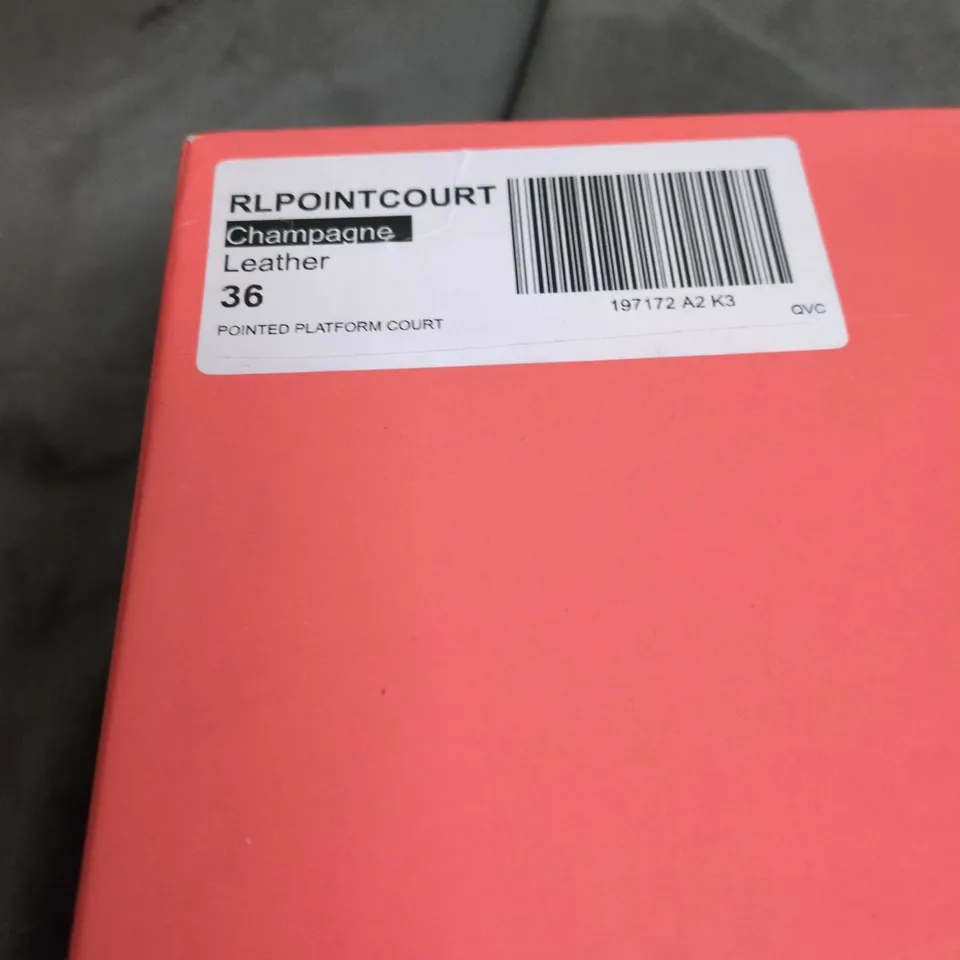 RLPOINTCOURT
Champagne
Leather
36
POINTED PLATFORM COURT
197172 A2 K3
QVC